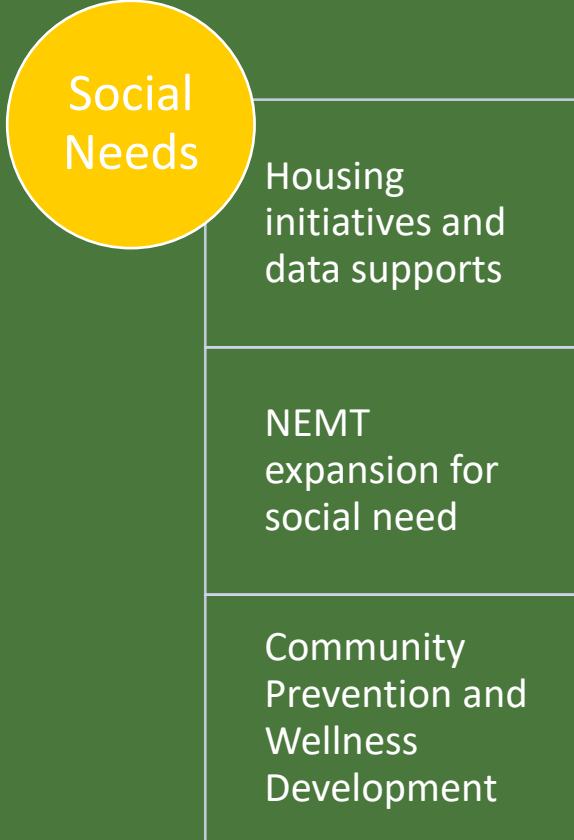 Social
Needs
Housing
initiatives and
data supports
NEMT
expansion for
social need
Community
Prevention and
Wellness
Development